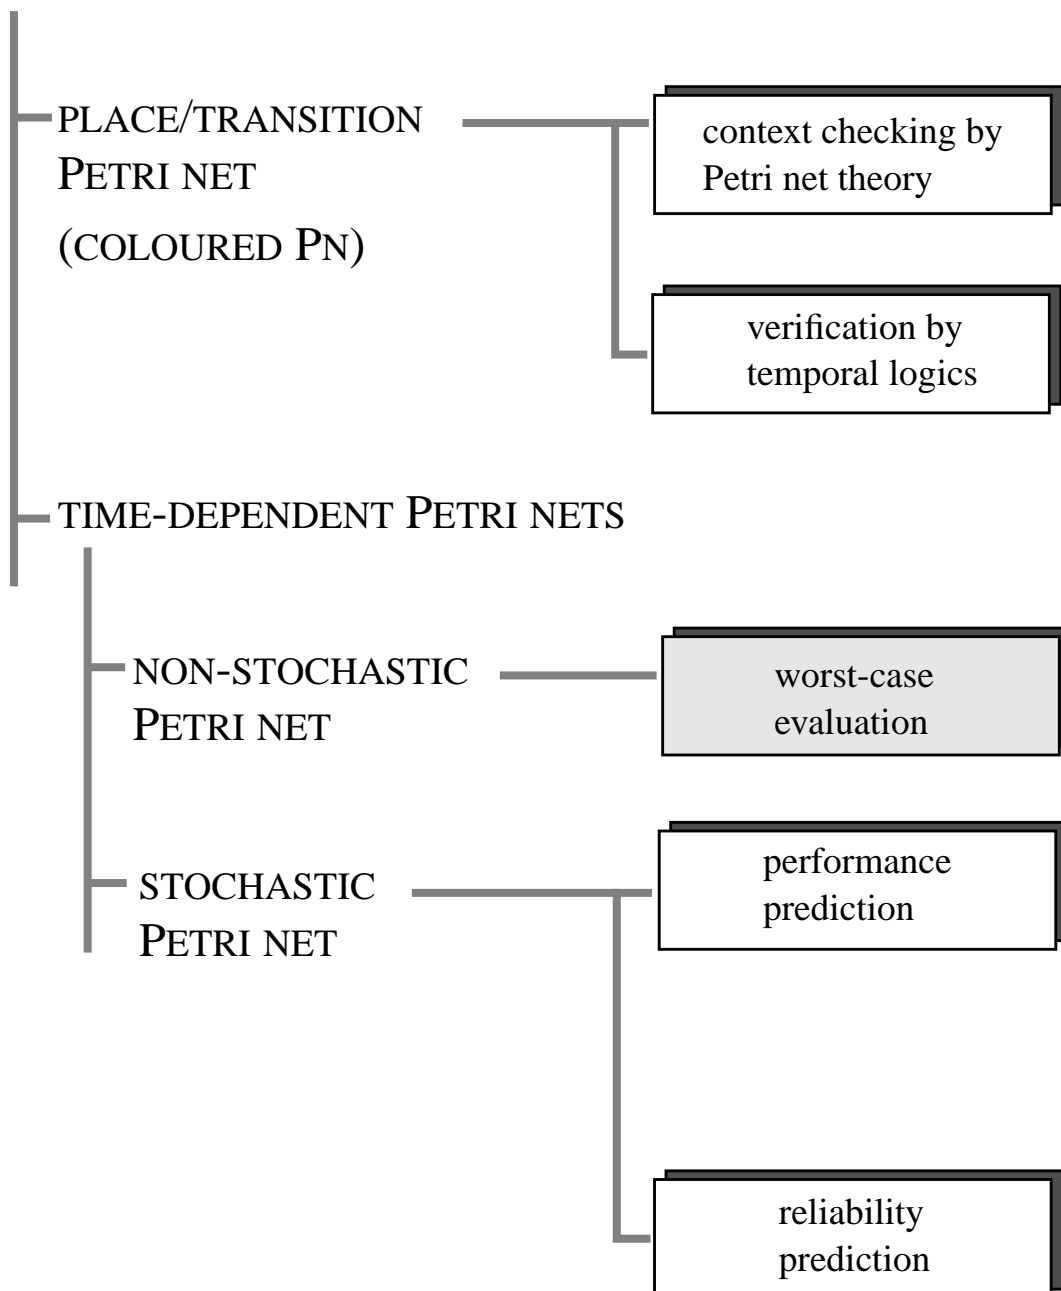 PLACE/TRANSITION
PETRI NET
(COLOURED PN)
context checking by
Petri net theory
verification by
temporal logics
TIME-DEPENDENT PETRI NETS
NON-STOCHASTIC
PETRI NET
worst-case
evaluation
STOCHASTIC
PETRI NET
performance
prediction
reliability
prediction